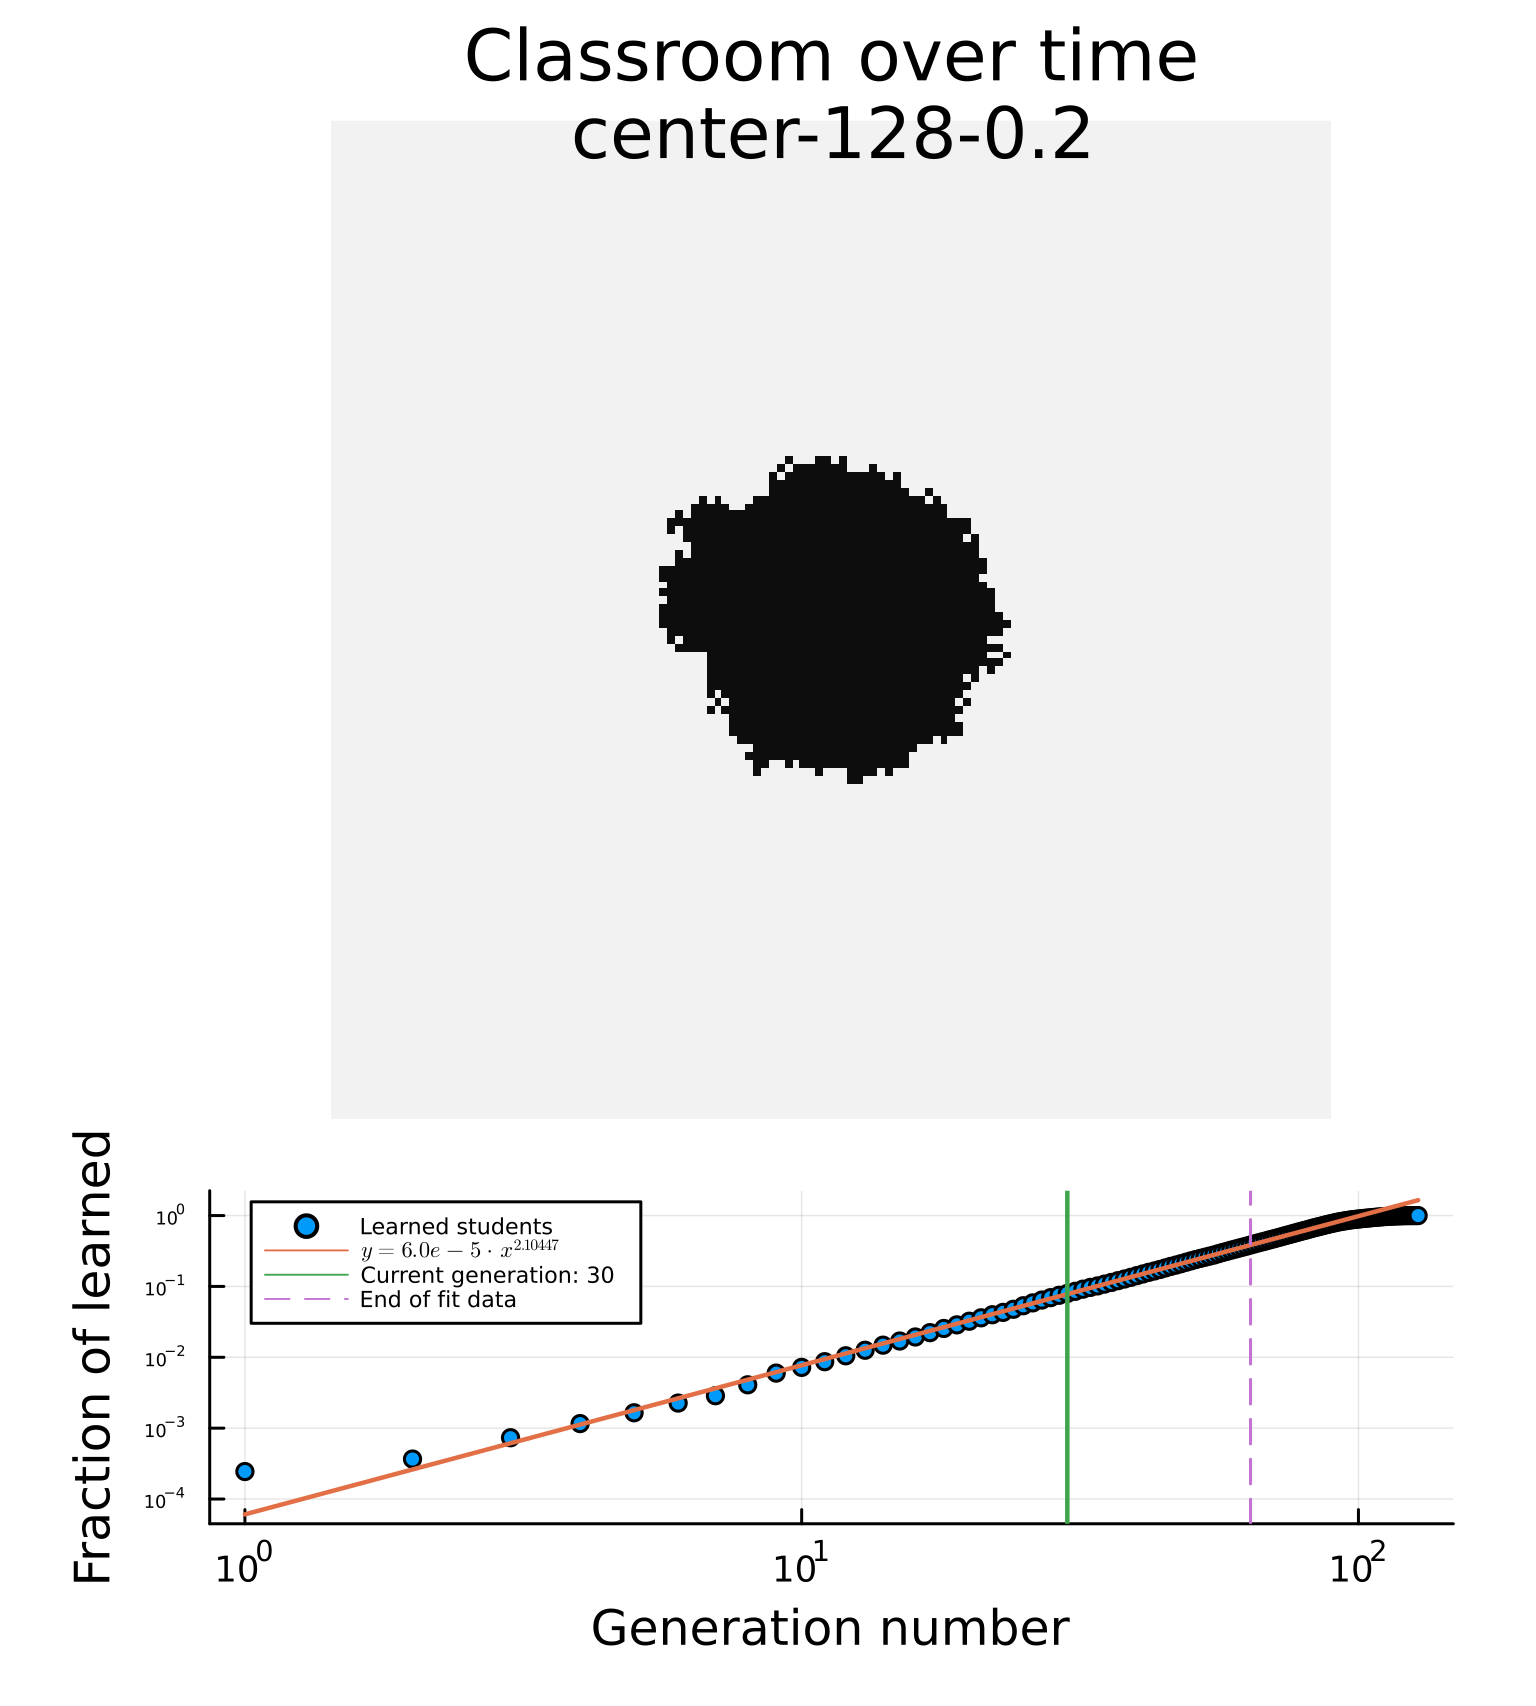 Classroom over time
center-128-0.2
Fraction of learned
10^0
10^−1
10^−2
10^−3
10^−4
Learned students
y = 6.0e − 5 · x^2.10447
Current generation: 30
End of fit data
10^0 10^1 10^2
Generation number